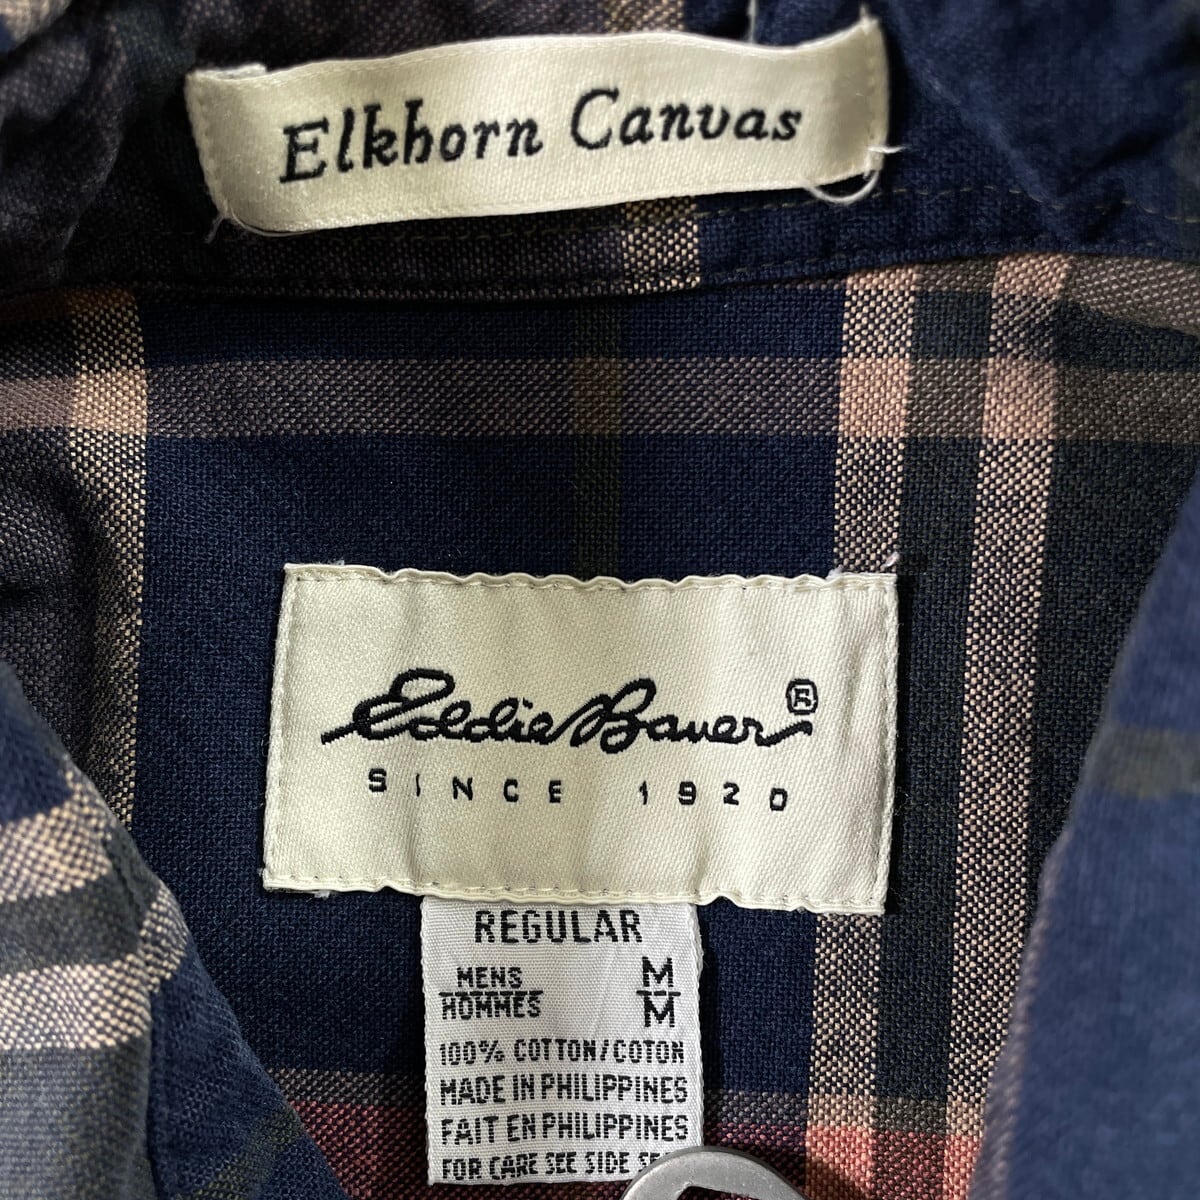 Elkhorn Canvas
Eddie Bauer®
SINCE 1920
REGULAR
MENS M
HOMMES M
100% COTTON/COTON
MADE IN PHILIPPINES
FAIT EN PHILIPPINES
FOR CARE SEE SIDE